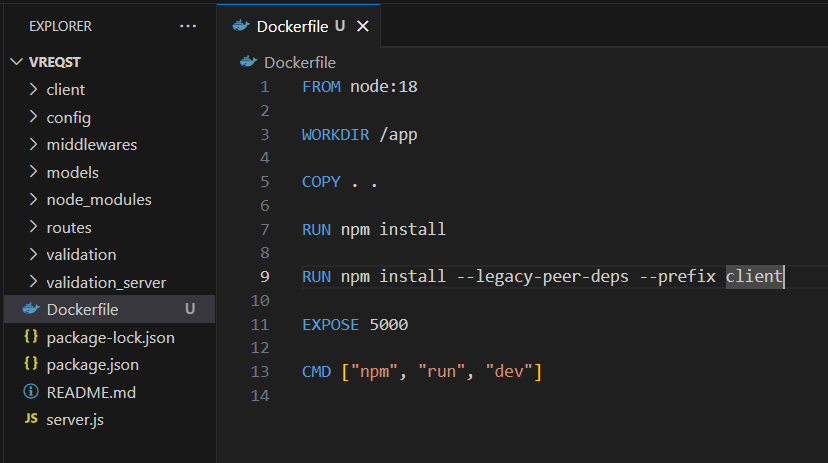 EXPLORER ...
VREQST
client
config
middlewares
models
node_modules
routes
validation
validation_server
Dockerfile U
package-lock.json
package.json
README.md
JS server.js
Dockerfile U
Dockerfile
1 FROM node:18
2
3 WORKDIR /app
4
5 COPY . .
6
7 RUN npm install
8
9 RUN npm install --legacy-peer-deps --prefix client
10
11 EXPOSE 5000
12
13 CMD ["npm", "run", "dev"]
14